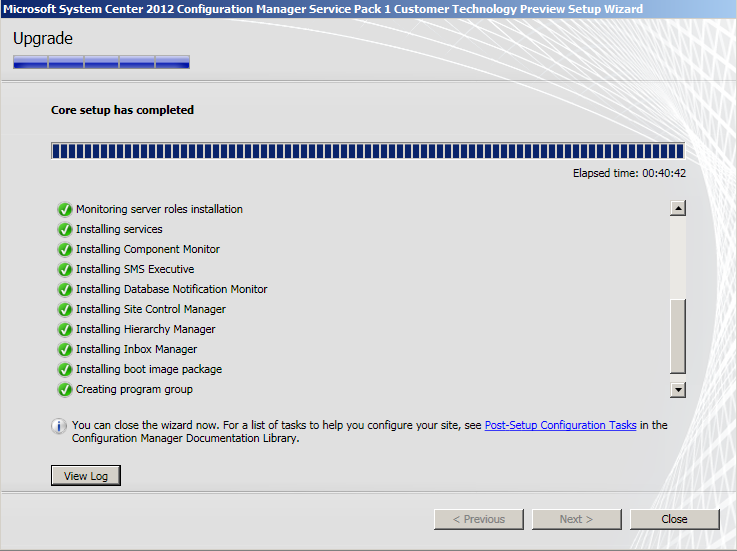 Microsoft System Center 2012 Configuration Manager Service Pack 1 Customer Technology Preview Setup Wizard
Upgrade
Core setup has completed
Elapsed time: 00:40:42
Monitoring server roles installation
Installing services
Installing Component Monitor
Installing SMS Executive
Installing Database Notification Monitor
Installing Site Control Manager
Installing Hierarchy Manager
Installing Inbox Manager
Installing boot image package
Creating program group
You can close the wizard now. For a list of tasks to help you configure your site, see Post-Setup Configuration Tasks in the
Configuration Manager Documentation Library.
View Log
< Previous
Next >
Close